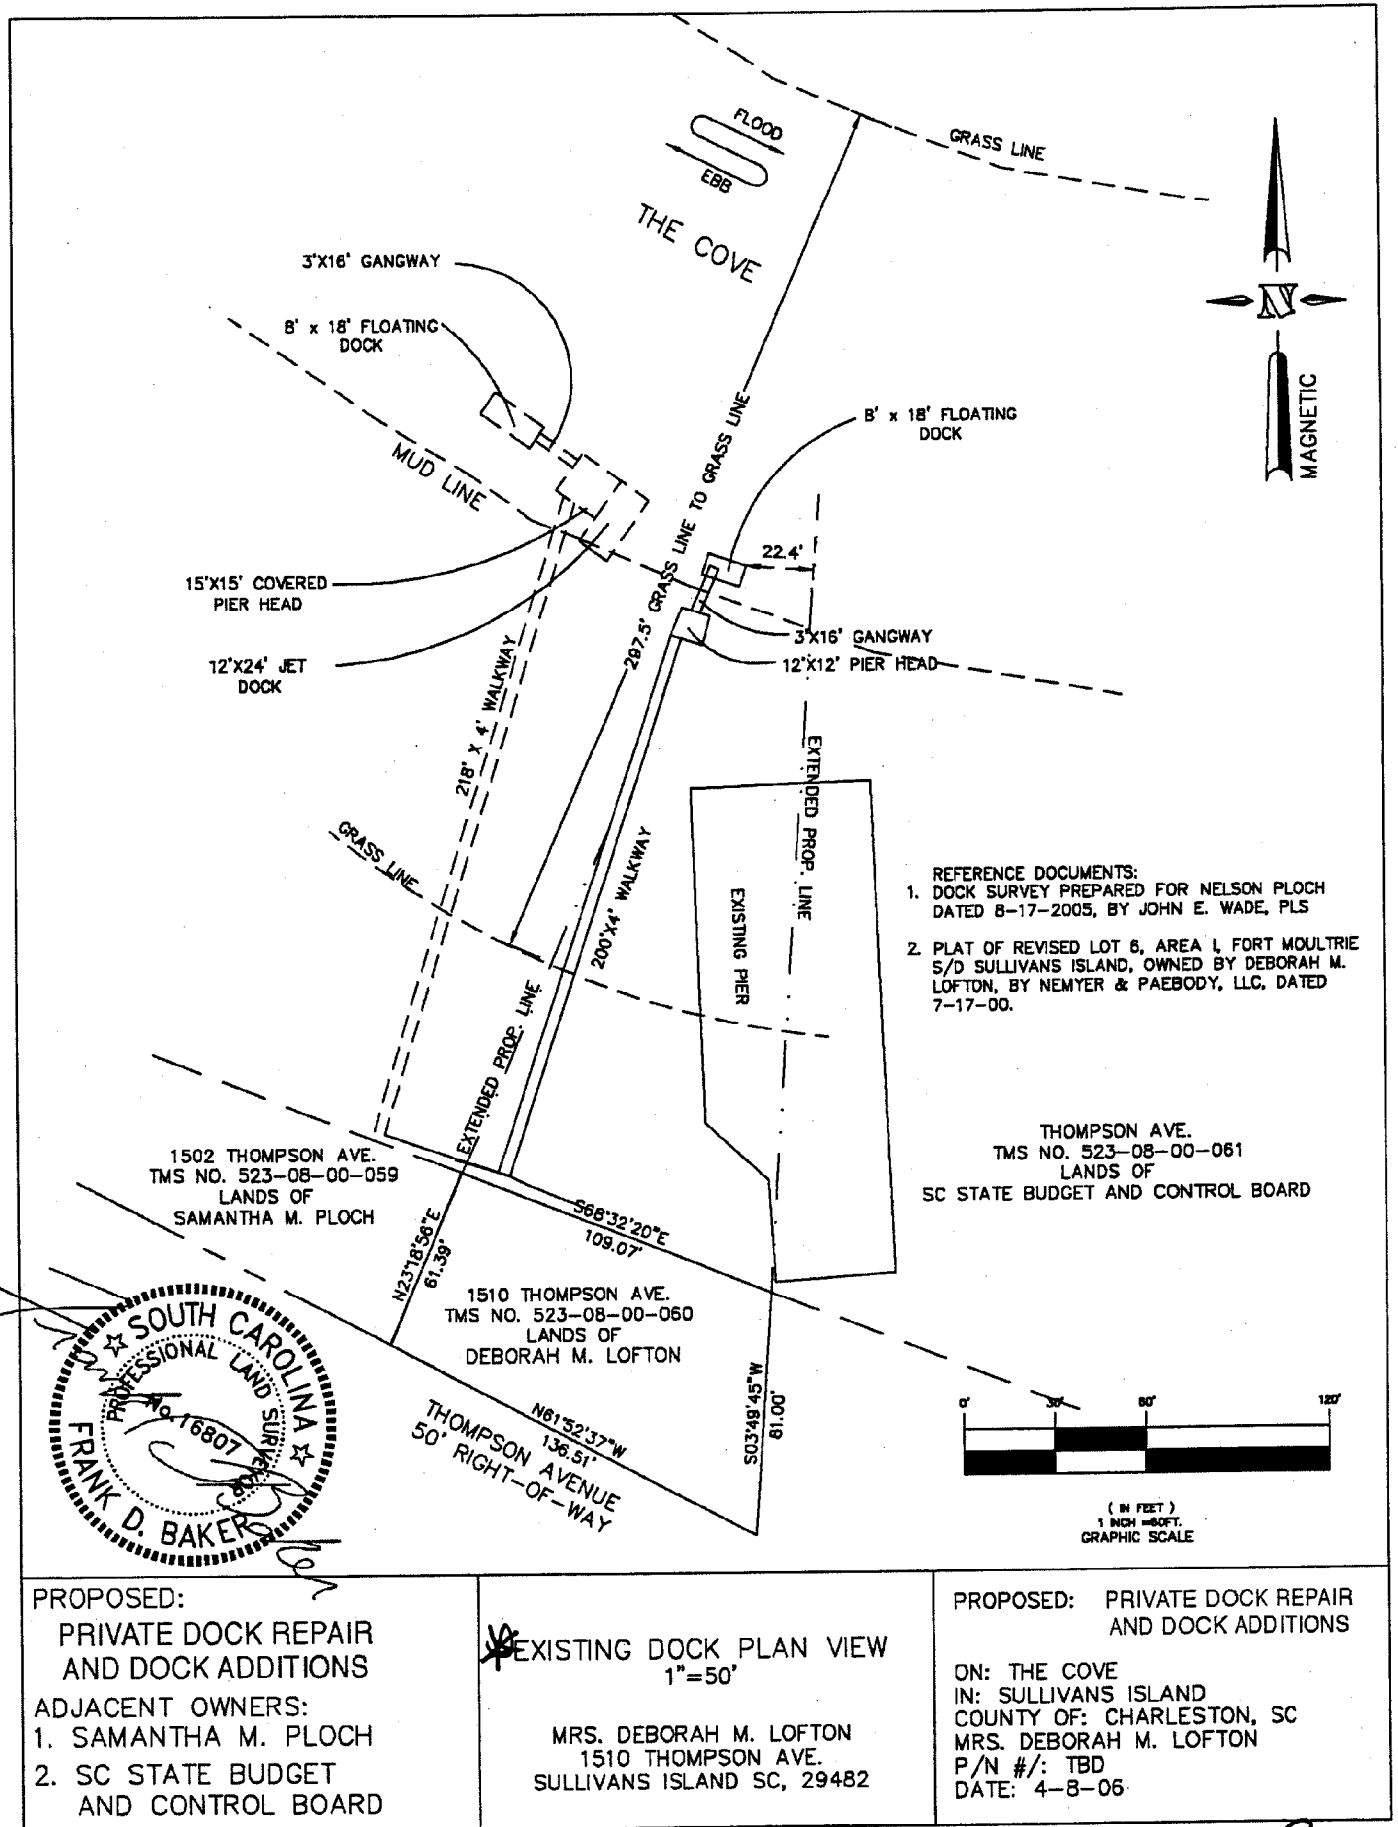 FLOOD
EBB
GRASS LINE
THE COVE
3'X16' GANGWAY
8' x 18' FLOATING
DOCK
MUD LINE
N
MAGNETIC
8' x 18' FLOATING
DOCK
297.5' GRASS LINE TO GRASS LINE
22.4'
15'X15' COVERED
PIER HEAD
12'X24' JET
DOCK
3'X16' GANGWAY
12'X12' PIER HEAD
218' X 4' WALKWAY
GRASS LINE
200'X4' WALKWAY
EXTENDED PROP. LINE
EXISTING PIER
EXTENDED PROP. LINE
REFERENCE DOCUMENTS:
1. DOCK SURVEY PREPARED FOR NELSON PLOCH
DATED 8-17-2005, BY JOHN E. WADE, PLS
2. PLAT OF REVISED LOT 6, AREA I, FORT MOULTRIE
S/D SULLIVANS ISLAND, OWNED BY DEBORAH M.
LOFTON, BY NEMYER & PAEBODY, LLC, DATED
7-17-00.
THOMPSON AVE.
TMS NO. 523-08-00-061
LANDS OF
SC STATE BUDGET AND CONTROL BOARD
1502 THOMPSON AVE.
TMS NO. 523-08-00-059
LANDS OF
SAMANTHA M. PLOCH
N23°18'56"E
61.39'
S68°32'20"E
109.07'
1510 THOMPSON AVE.
TMS NO. 523-08-00-060
LANDS OF
DEBORAH M. LOFTON
S03°49'45"W
81.00'
N61°52'37"W
136.51'
THOMPSON AVENUE
50' RIGHT-OF-WAY
SOUTH CAROLINA
PROFESSIONAL LAND SURVEYOR
No. 16807
FRANK D. BAKER
0' 30' 60' 120'
( IN FEET )
1 INCH =60FT.
GRAPHIC SCALE
PROPOSED:
PRIVATE DOCK REPAIR
AND DOCK ADDITIONS
ADJACENT OWNERS:
1. SAMANTHA M. PLOCH
2. SC STATE BUDGET
AND CONTROL BOARD
EXISTING DOCK PLAN VIEW
1"=50'
MRS. DEBORAH M. LOFTON
1510 THOMPSON AVE.
SULLIVANS ISLAND SC, 29482
PROPOSED: PRIVATE DOCK REPAIR
AND DOCK ADDITIONS
ON: THE COVE
IN: SULLIVANS ISLAND
COUNTY OF: CHARLESTON, SC
MRS. DEBORAH M. LOFTON
P/N #/: TBD
DATE: 4-8-06